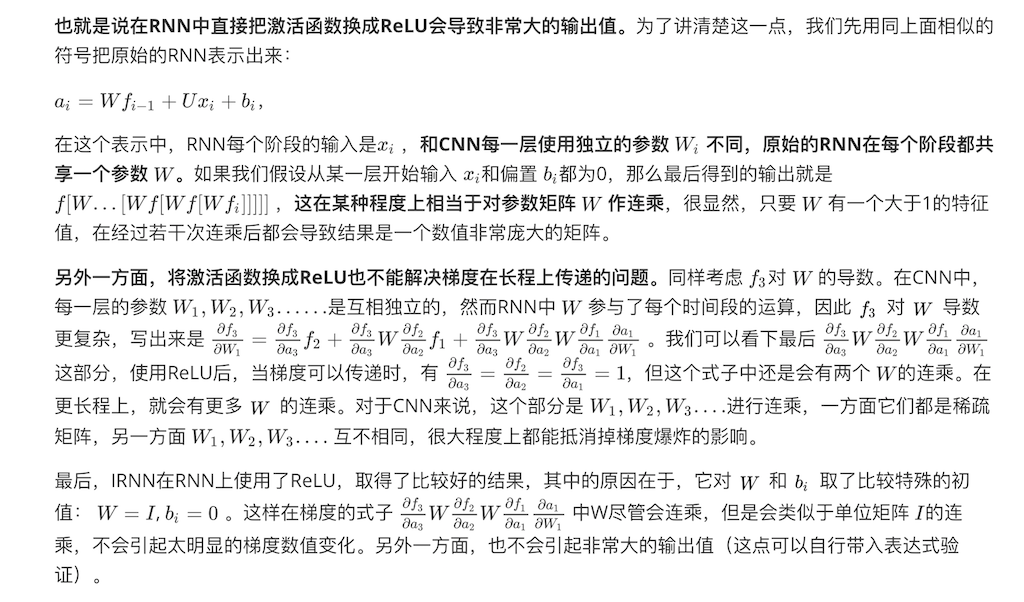 也就是说在RNN中直接把激活函数换成ReLU会导致非常大的输出值。为了讲清楚这一点，我们先用同上面相似的
符号把原始的RNN表示出来：
$a_i = Wf_{i-1} + Ux_i + b_i$，
在这个表示中，RNN每个阶段的输入是$x_i$，和CNN每一层使用独立的参数 $W_i$ 不同，原始的RNN在每个阶段都共
享一个参数 $W$。如果我们假设从某一层开始输入 $x_i$和偏置 $b_i$都为0，那么最后得到的输出就是
$f[W...[Wf[Wf[Wf_i]]]]]$，这在某种程度上相当于对参数矩阵 $W$ 作连乘，很显然，只要 $W$ 有一个大于1的特征
值，在经过若干次连乘后都会导致结果是一个数值非常庞大的矩阵。
另外一方面，将激活函数换成ReLU也不能解决梯度在长程上传递的问题。同样考虑 $f_3$对 $W$ 的导数。在CNN中，
每一层的参数 $W_1, W_2, W_3......$是互相独立的，然而RNN中 $W$ 参与了每个时间段的运算，因此 $f_3$ 对 $W$ 导数
更复杂，写出来是 $\frac{\partial f_3}{\partial W_1} = \frac{\partial f_3}{\partial a_3} f_2 + \frac{\partial f_3}{\partial a_3} W \frac{\partial f_2}{\partial a_2} f_1 + \frac{\partial f_3}{\partial a_3} W \frac{\partial f_2}{\partial a_2} W \frac{\partial f_1}{\partial a_1} \frac{\partial a_1}{\partial W_1}$ 。我们可以看下最后 $\frac{\partial f_3}{\partial a_3} W \frac{\partial f_2}{\partial a_2} W \frac{\partial f_1}{\partial a_1} \frac{\partial a_1}{\partial W_1}$
这部分，使用ReLU后，当梯度可以传递时，有 $\frac{\partial f_3}{\partial a_3} = \frac{\partial f_2}{\partial a_2} = \frac{\partial f_3}{\partial a_1} = 1$，但这个式子中还是会有两个 $W$的连乘。在
更长程上，就会有更多 $W$ 的连乘。对于CNN来说，这个部分是 $W_1, W_2, W_3....$进行连乘，一方面它们都是稀疏
矩阵，另一方面 $W_1, W_2, W_3....$ 互不相同，很大程度上都能抵消掉梯度爆炸的影响。
最后，IRNN在RNN上使用了ReLU，取得了比较好的结果，其中的原因在于，它对 $W$ 和 $b_i$ 取了比较特殊的初
值： $W = I, b_i = 0$ 。这样在梯度的式子 $\frac{\partial f_3}{\partial a_3} W \frac{\partial f_2}{\partial a_2} W \frac{\partial f_1}{\partial a_1} \frac{\partial a_1}{\partial W_1}$ 中W尽管会连乘，但是会类似于单位矩阵 $I$的连
乘，不会引起太明显的梯度数值变化。另外一方面，也不会引起非常大的输出值（这点可以自行带入表达式验
证）。